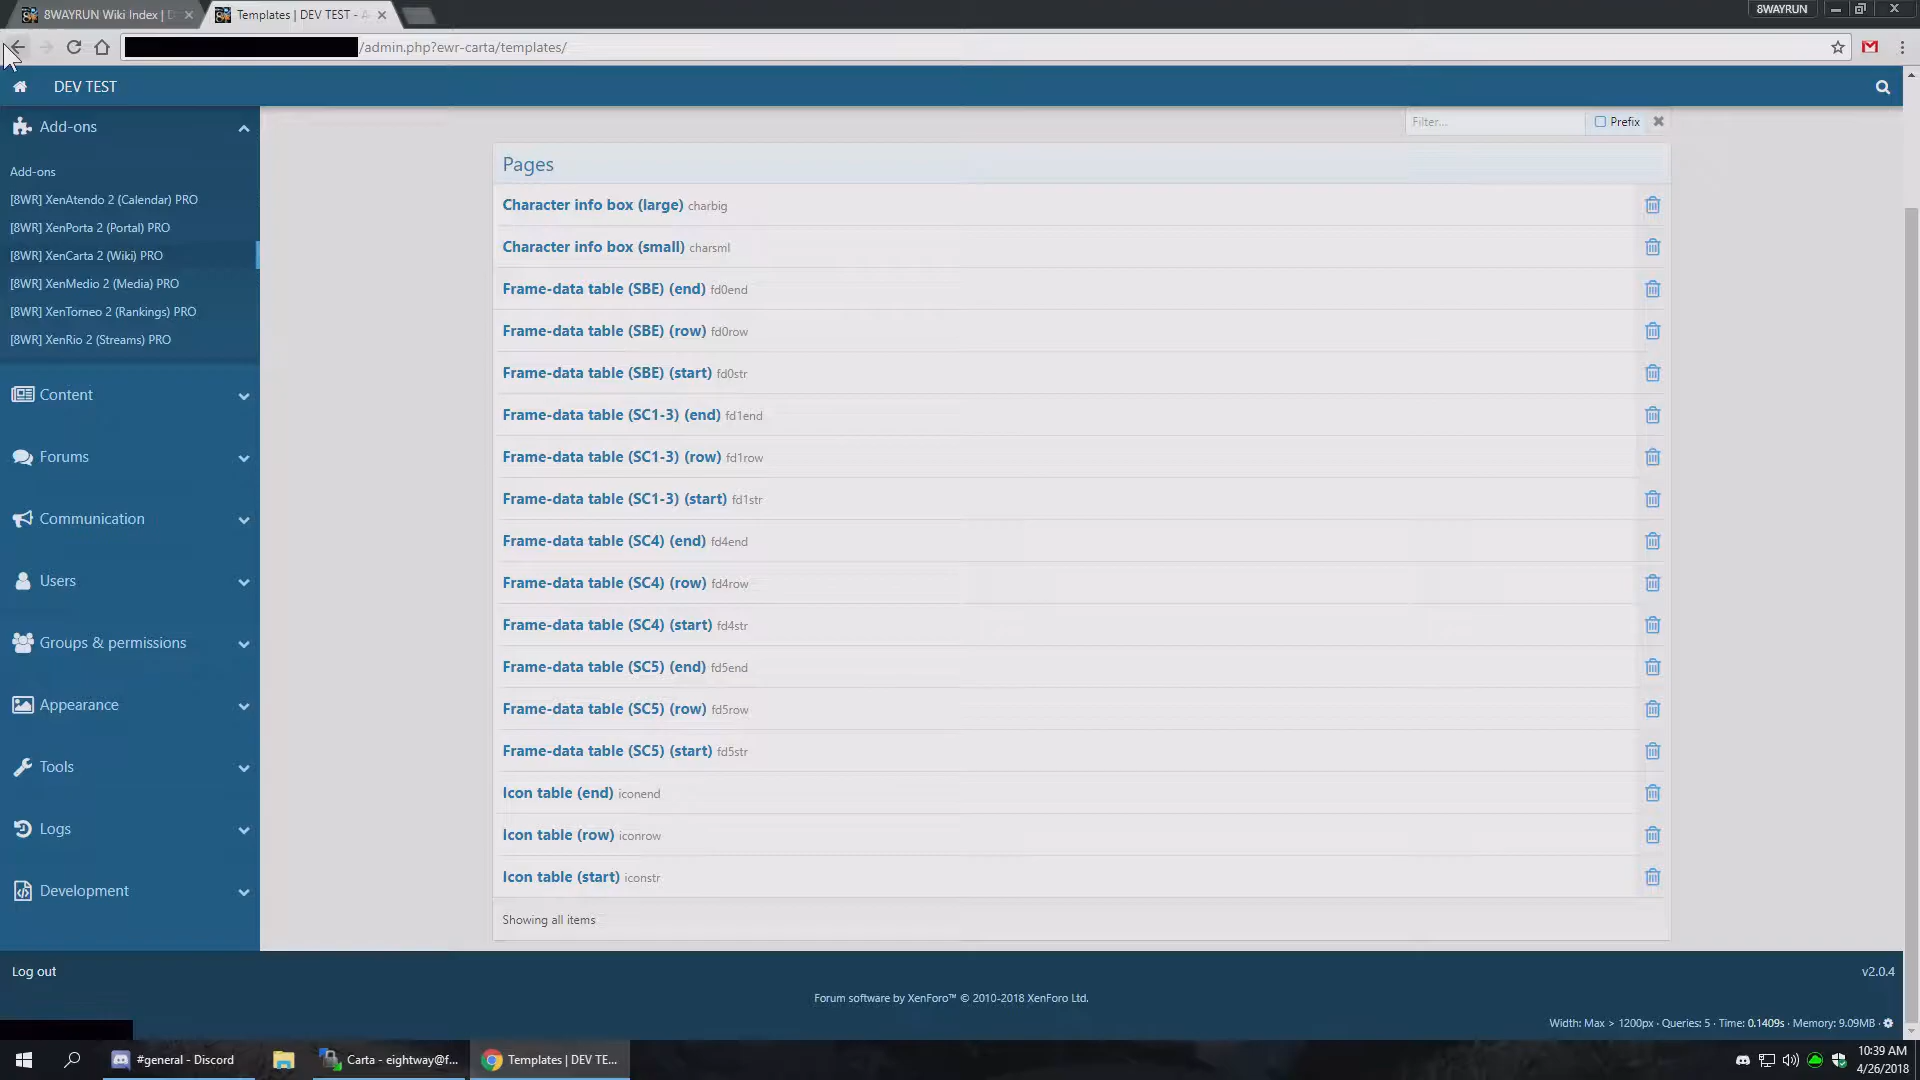 8WAYRUN Wiki Index | D
Templates | DEV TEST - A
8WAYRUN
/admin.php?ewr-carta/templates/
DEV TEST
Add-ons
Add-ons
[8WR] XenAtendo 2 (Calendar) PRO
[8WR] XenPorta 2 (Portal) PRO
[8WR] XenCarta 2 (Wiki) PRO
[8WR] XenMedio 2 (Media) PRO
[8WR] XenTorneo 2 (Rankings) PRO
[8WR] XenRio 2 (Streams) PRO
Content
Forums
Communication
Users
Groups & permissions
Appearance
Tools
Logs
Development
Filter...
Prefix
Pages
Character info box (large) charbig
Character info box (small) charsml
Frame-data table (SBE) (end) fd0end
Frame-data table (SBE) (row) fd0row
Frame-data table (SBE) (start) fd0str
Frame-data table (SC1-3) (end) fd1end
Frame-data table (SC1-3) (row) fd1row
Frame-data table (SC1-3) (start) fd1str
Frame-data table (SC4) (end) fd4end
Frame-data table (SC4) (row) fd4row
Frame-data table (SC4) (start) fd4str
Frame-data table (SC5) (end) fd5end
Frame-data table (SC5) (row) fd5row
Frame-data table (SC5) (start) fd5str
Icon table (end) iconend
Icon table (row) iconrow
Icon table (start) iconstr
Showing all items
Log out
v2.0.4
Forum software by XenForo™ © 2010-2018 XenForo Ltd.
Width: Max > 1200px · Queries: 5 · Time: 0.1409s · Memory: 9.09MB ·
#general - Discord
Carta - eightway@f...
Templates | DEV TE...
10:39 AM
4/26/2018